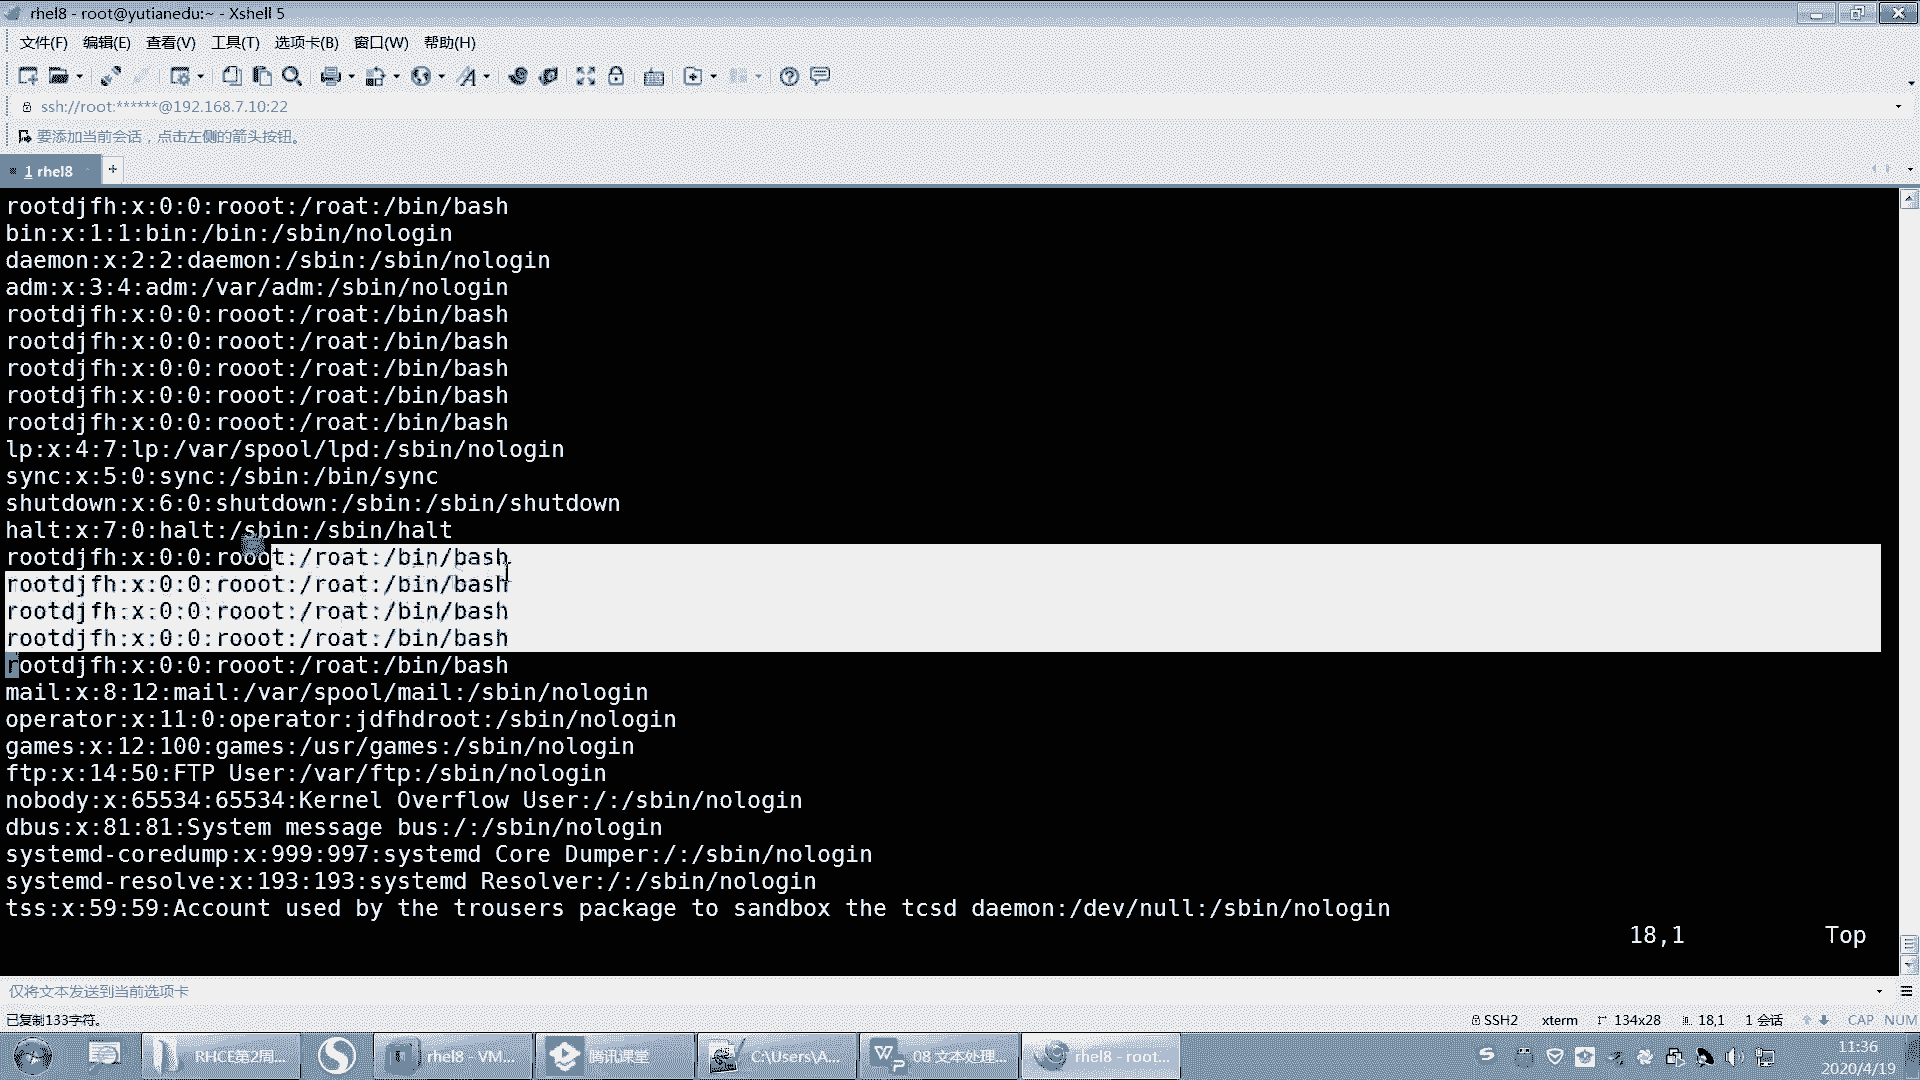 rhel8 - root@yutianedu:~ - Xshell 5
文件(F) 编辑(E) 查看(V) 工具(T) 选项卡(B) 窗口(W) 帮助(H)
ssh://root:******@192.168.7.10:22
要添加当前会话，点击左侧的箭头按钮。
1 rhel8 +
rootdjfh:x:0:0:rooot:/roat:/bin/bash
bin:x:1:1:bin:/bin:/sbin/nologin
daemon:x:2:2:daemon:/sbin:/sbin/nologin
adm:x:3:4:adm:/var/adm:/sbin/nologin
rootdjfh:x:0:0:rooot:/roat:/bin/bash
rootdjfh:x:0:0:rooot:/roat:/bin/bash
rootdjfh:x:0:0:rooot:/roat:/bin/bash
rootdjfh:x:0:0:rooot:/roat:/bin/bash
rootdjfh:x:0:0:rooot:/roat:/bin/bash
lp:x:4:7:lp:/var/spool/lpd:/sbin/nologin
sync:x:5:0:sync:/sbin:/bin/sync
shutdown:x:6:0:shutdown:/sbin:/sbin/shutdown
halt:x:7:0:halt:/sbin:/sbin/halt
rootdjfh:x:0:0:rooot:/roat:/bin/bash
rootdjfh:x:0:0:rooot:/roat:/bin/bash
rootdjfh:x:0:0:rooot:/roat:/bin/bash
rootdjfh:x:0:0:rooot:/roat:/bin/bash
rootdjfh:x:0:0:rooot:/roat:/bin/bash
mail:x:8:12:mail:/var/spool/mail:/sbin/nologin
operator:x:11:0:operator:jdfhdroot:/sbin/nologin
games:x:12:100:games:/usr/games:/sbin/nologin
ftp:x:14:50:FTP User:/var/ftp:/sbin/nologin
nobody:x:65534:65534:Kernel Overflow User:/:/sbin/nologin
dbus:x:81:81:System message bus:/:/sbin/nologin
systemd-coredump:x:999:997:systemd Core Dumper:/:/sbin/nologin
systemd-resolve:x:193:193:systemd Resolver:/:/sbin/nologin
tss:x:59:59:Account used by the trousers package to sandbox the tcsd daemon:/dev/null:/sbin/nologin
18,1 Top
仅将文本发送到当前选项卡
已复制133字符。 SSH2 xterm 134x28 18,1 1 会话 CAP NUM
RHCE第2周... rhel8 - VM... 腾讯课堂 C:\Users\A... 08 文本处理... rhel8 - root... 11:36
2020/4/19